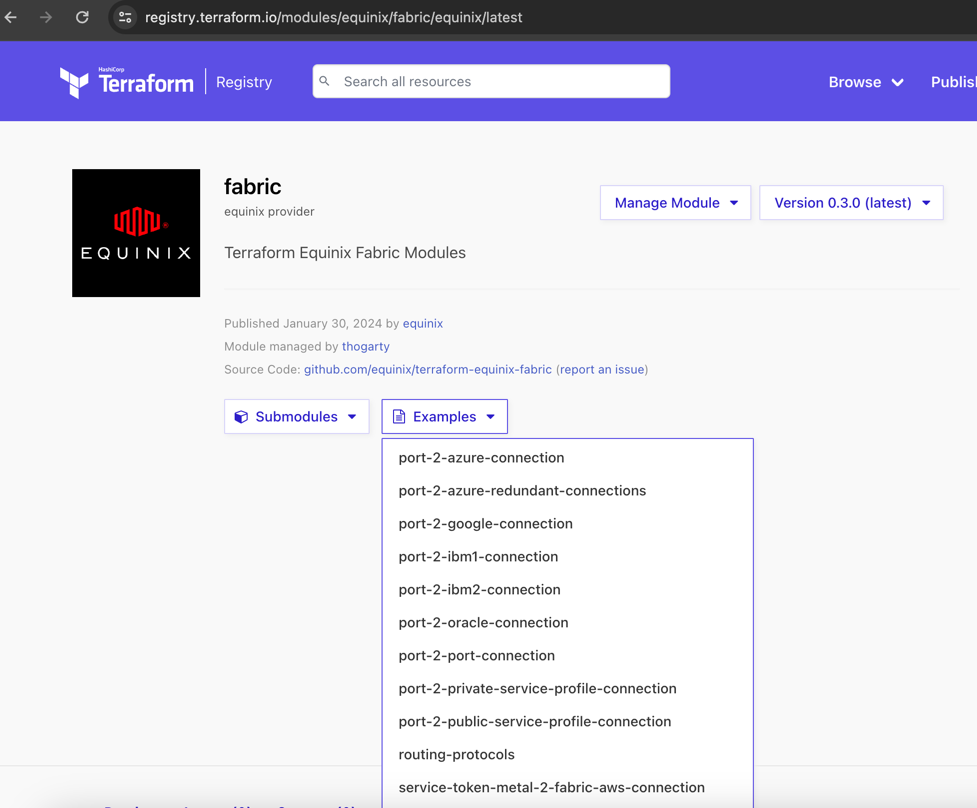 registry.terraform.io/modules/equinix/fabric/equinix/latest
HashiCorp
Terraform
Registry
Search all resources
Browse
EQUINIX
fabric
equinix provider
Manage Module
Version 0.3.0 (latest)
Terraform Equinix Fabric Modules
Published January 30, 2024 by equinix
Module managed by thogarty
Source Code: github.com/equinix/terraform-equinix-fabric (report an issue)
Submodules
Examples
port-2-azure-connection
port-2-azure-redundant-connections
port-2-google-connection
port-2-ibm1-connection
port-2-ibm2-connection
port-2-oracle-connection
port-2-port-connection
port-2-private-service-profile-connection
port-2-public-service-profile-connection
routing-protocols
service-token-metal-2-fabric-aws-connection